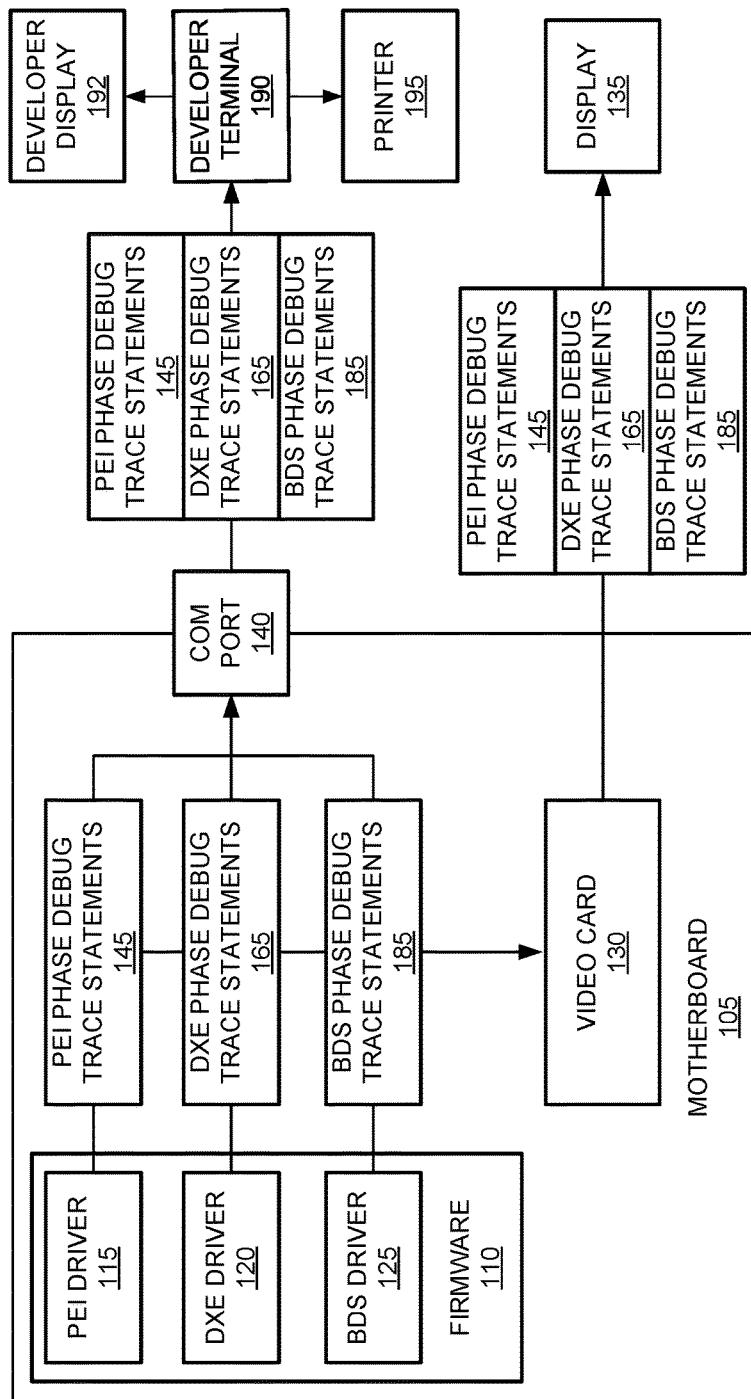 PEI DRIVER
115
DXE DRIVER
120
BDS DRIVER
125
FIRMWARE
110
PEI PHASE DEBUG
TRACE STATEMENTS
145
DXE PHASE DEBUG
TRACE STATEMENTS
165
BDS PHASE DEBUG
TRACE STATEMENTS
185
VIDEO CARD
130
MOTHERBOARD
105
COM
PORT
140
PEI PHASE DEBUG
TRACE STATEMENTS
145
DXE PHASE DEBUG
TRACE STATEMENTS
165
BDS PHASE DEBUG
TRACE STATEMENTS
185
PEI PHASE DEBUG
TRACE STATEMENTS
145
DXE PHASE DEBUG
TRACE STATEMENTS
165
BDS PHASE DEBUG
TRACE STATEMENTS
185
DEVELOPER
DISPLAY
192
DEVELOPER
TERMINAL
190
PRINTER
195
DISPLAY
135